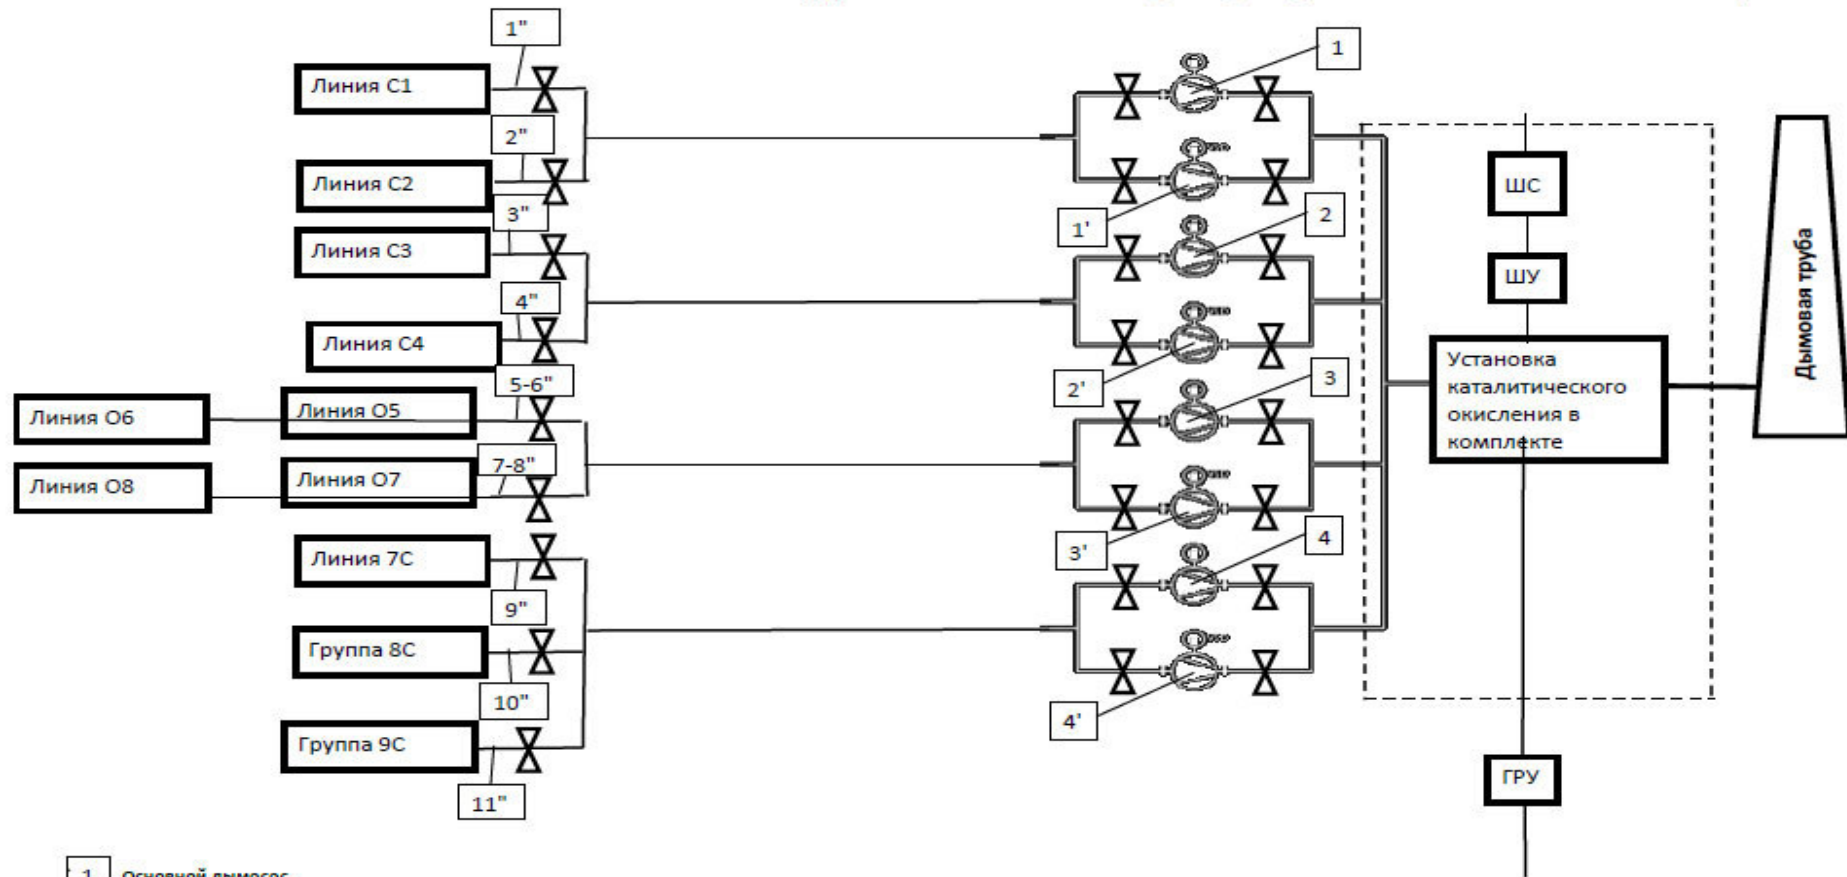 1"
1
Линия С1
2"
Линия С2
ШС
3"
1'
2
Линия С3
ШУ
4"
Линия С4
Дымовая труба
5-6"
2'
3
Установка
каталитического
окисления в
комплекте
Линия О6
Линия О5
7-8"
Линия О8
Линия О7
3'
4
Линия 7С
9"
Группа 8С
10"
4'
Группа 9С
ГРУ
11"
1 Основной дымосос